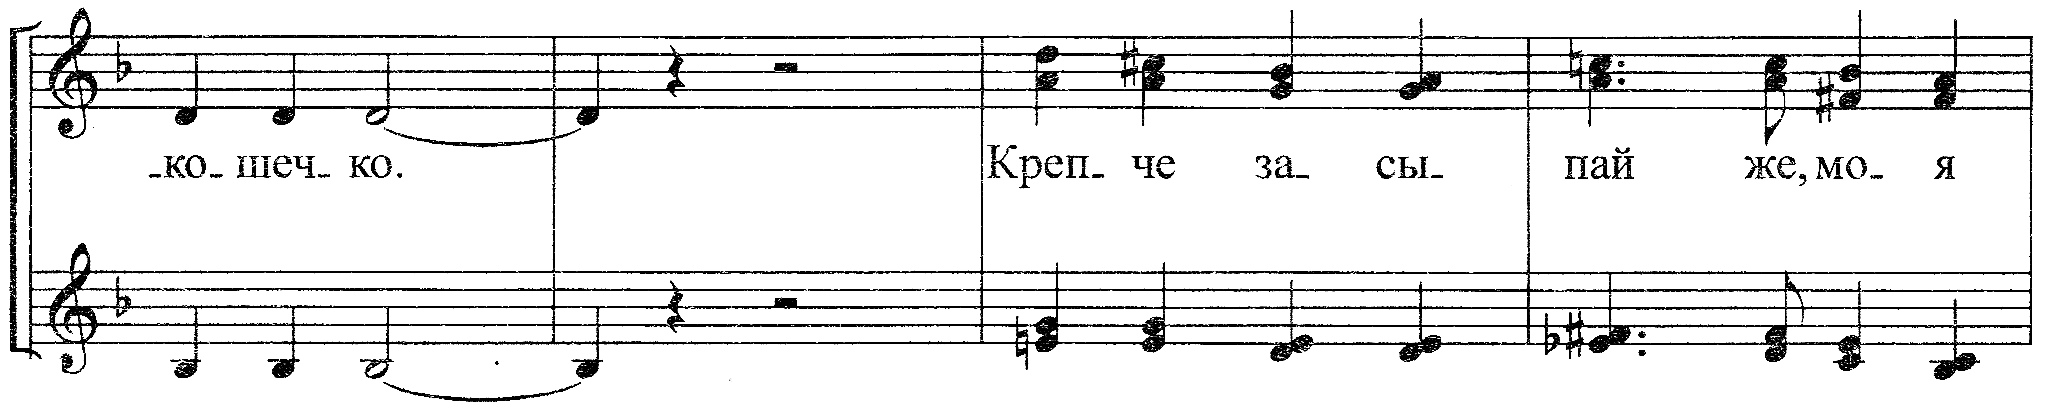 -ко- шеч- ко. Креп- че за- сы- пай же, мо- я